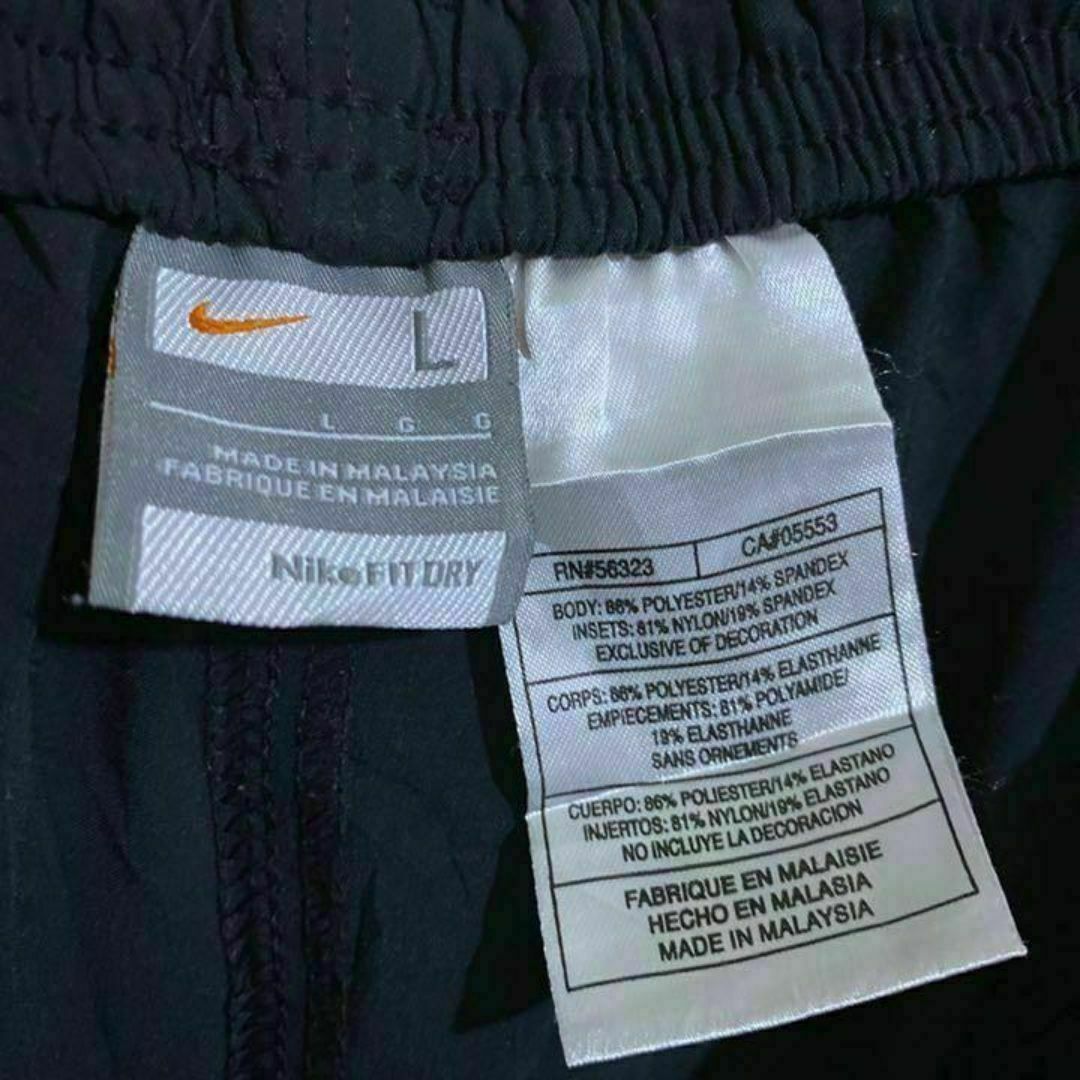 L
L G G
MADE IN MALAYSIA
FABRIQUE EN MALAISIE
Nike FIT DRY
RN#56323 CA#05553
BODY: 86% POLYESTER/14% SPANDEX
INSETS: 81% NYLON/19% SPANDEX
EXCLUSIVE OF DECORATION
CORPS: 86% POLYESTER/14% ELASTHANNE
EMPIECEMENTS: 81% POLYAMIDE/
19% ELASTHANNE
SANS ORNEMENTS
CUERPO: 86% POLIESTER/14% ELASTANO
INJERTOS: 81% NYLON/19% ELASTANO
NO INCLUYE LA DECORACION
FABRIQUE EN MALAISIE
HECHO EN MALASIA
MADE IN MALAYSIA